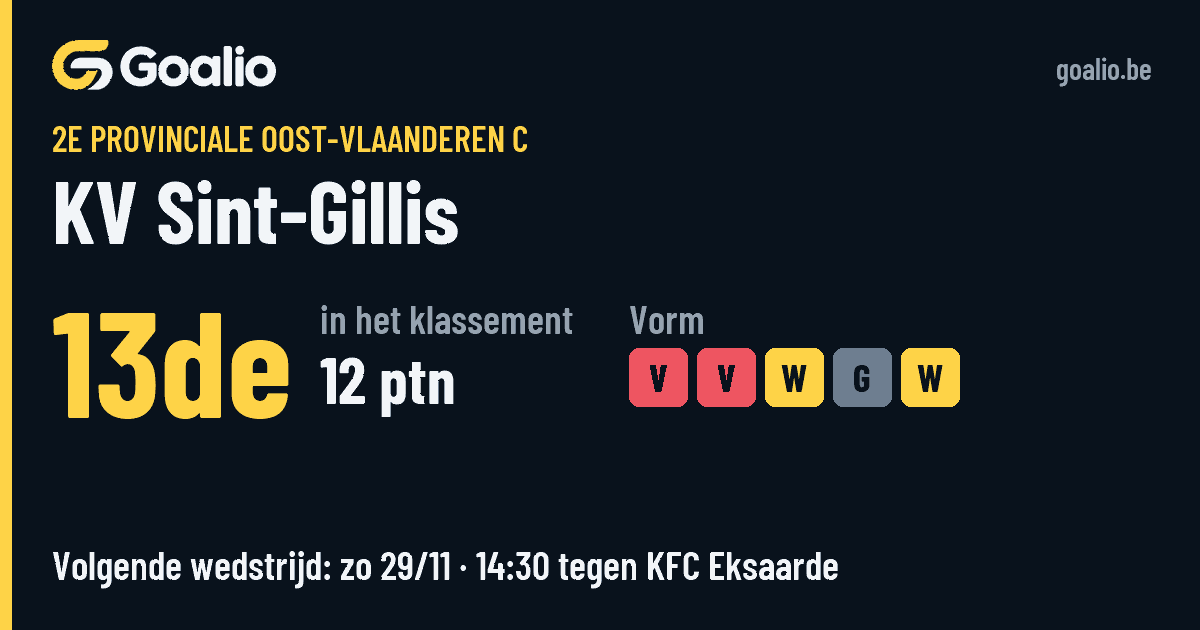 Goalio
goalio.be
2E PROVINCIALE OOST-VLAANDEREN C
KV Sint-Gillis
13de
in het klassement
12 ptn
Vorm
V V W G W
Volgende wedstrijd: zo 29/11 · 14:30 tegen KFC Eksaarde